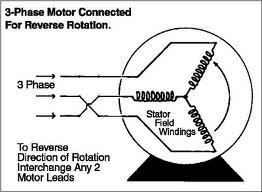 3-Phase Motor Connected
For Reverse Rotation.
3 Phase
Stator
Field
Windings
To Reverse
Direction of Rotation
Interchange Any 2
Motor Leads